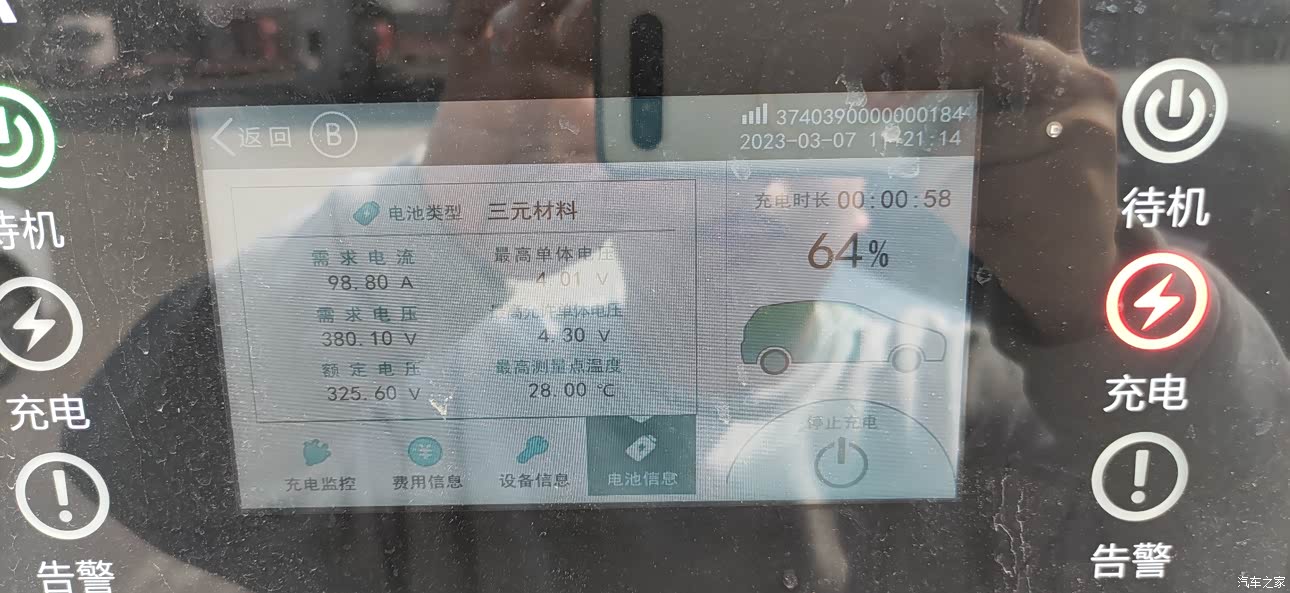 返回 B
3740390000000184
2023-03-07 11:21:14
电池类型 三元材料
需求电流
98.80 A
需求电压
380.10 V
额定电压
325.60 V
最高单体电压
4.01 V
最高允许单体电压
4.30 V
最高测量点温度
28.00 ℃
充电时长 00:00:58
64%
停止充电
充电监控
费用信息
设备信息
电池信息
待机
充电
告警
待机
充电
告警
汽车之家